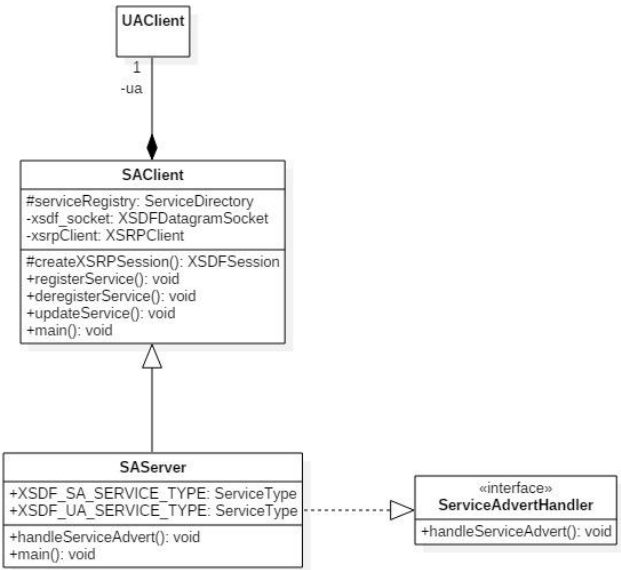 UAClient
1
-ua
SAClient
#serviceRegistry: ServiceDirectory
-xsdf_socket: XSDFDatagramSocket
-xsrpClient: XSRPClient
#createXSRPSession(): XSDFSession
+registerService(): void
+deregisterService(): void
+updateService(): void
+main(): void
SAServer
+XSDF_SA_SERVICE_TYPE: ServiceType
+XSDF_UA_SERVICE_TYPE: ServiceType
+handleServiceAdvert(): void
+main(): void
«interface»
ServiceAdvertHandler
+handleServiceAdvert(): void